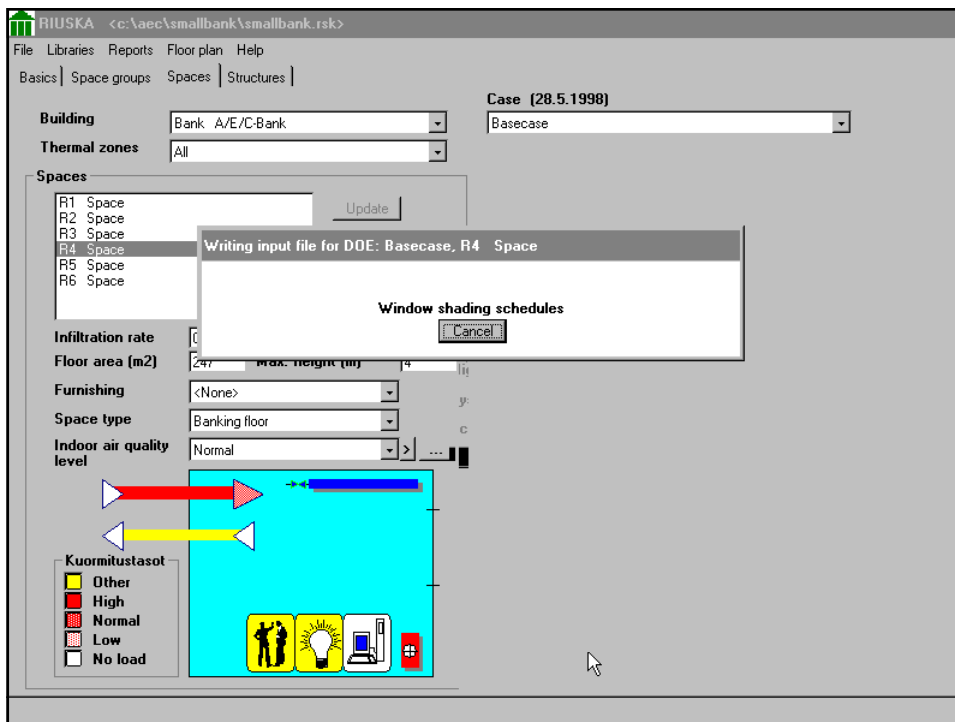 RIUSKA <c:\aec\smallbank\smallbank.rsk>
File Libraries Reports Floor plan Help
Basics Space groups Spaces Structures
Case (28.5.1998)
Building Bank A/E/C-Bank Basecase
Thermal zones All
Spaces
R1 Space
Update
R2 Space
R3 Space
R4 Space
R5 Space
R6 Space
Writing input file for DOE: Basecase, R4 Space
Window shading schedules
Cancel
Infiltration rate
Floor area (m2) 247 Max. height (m) 4
Furnishing <None>
Space type Banking floor
Indoor air quality level Normal > ...
Kuormitustasot
Other
High
Normal
Low
No load